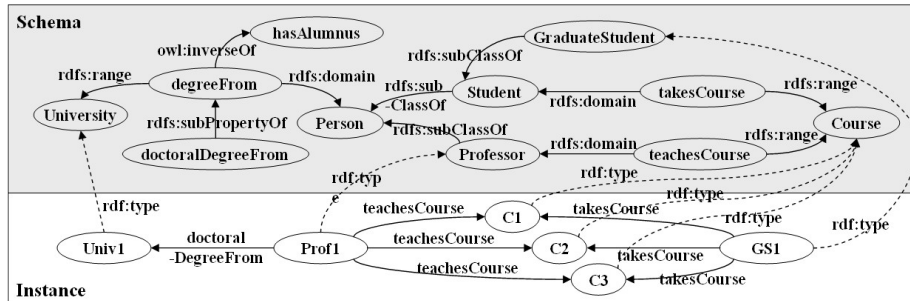 Schema
hasAlumnus
GraduateStudent
owl:inverseOf
rdfs:subClassOf
rdfs:range
degreeFrom
rdfs:domain
rdfs:sub
-ClassOf
Student
takesCourse
rdfs:range
University
Person
rdfs:domain
Course
rdfs:subPropertyOf
rdfs:subClassOf
rdfs:range
doctoralDegreeFrom
Professor
rdfs:domain
teachesCourse
rdf:typ
e
rdf:type
rdf:type
rdf:type
rdf:type
rdf:type
teachesCourse
C1
takesCourse
Univ1
doctoral
-DegreeFrom
Prof1
teachesCourse
C2
takesCourse
GS1
teachesCourse
C3
takesCourse
Instance